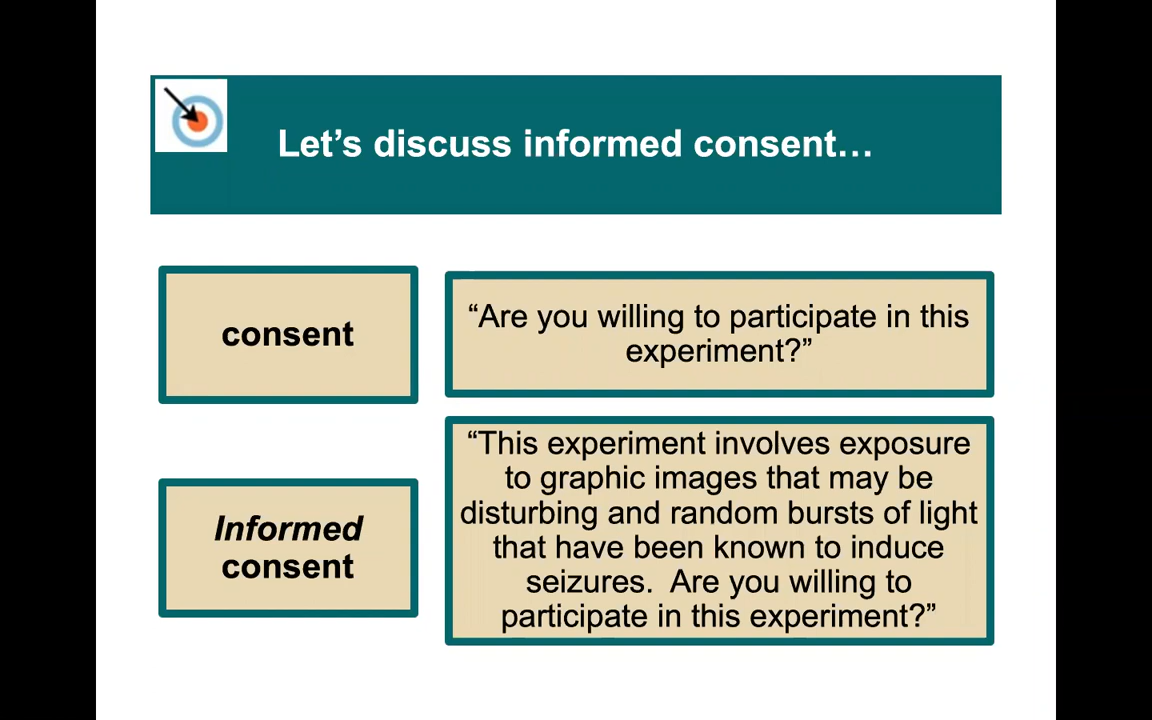 Let’s discuss informed consent…
consent
“Are you willing to participate in this
experiment?”
Informed
consent
“This experiment involves exposure
to graphic images that may be
disturbing and random bursts of light
that have been known to induce
seizures.  Are you willing to
participate in this experiment?”